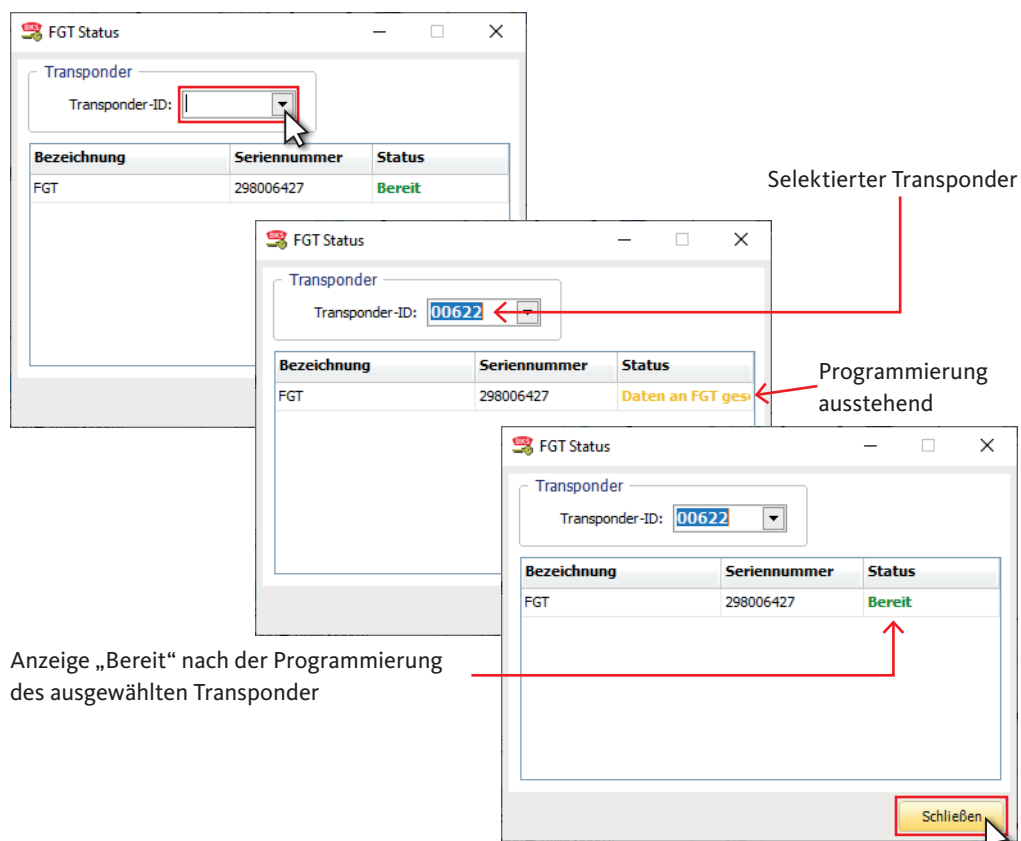 FGT Status
Transponder
Transponder-ID:
Bezeichnung Seriennummer Status
FGT 298006427 Bereit
Selektierter Transponder
FGT Status
Transponder
Transponder-ID: 00622
Bezeichnung Seriennummer Status
FGT 298006427 Daten an FGT ges
Programmierung
ausstehend
FGT Status
Transponder
Transponder-ID: 00622
Bezeichnung Seriennummer Status
FGT 298006427 Bereit
Anzeige „Bereit“ nach der Programmierung
des ausgewählten Transponder
Schließen